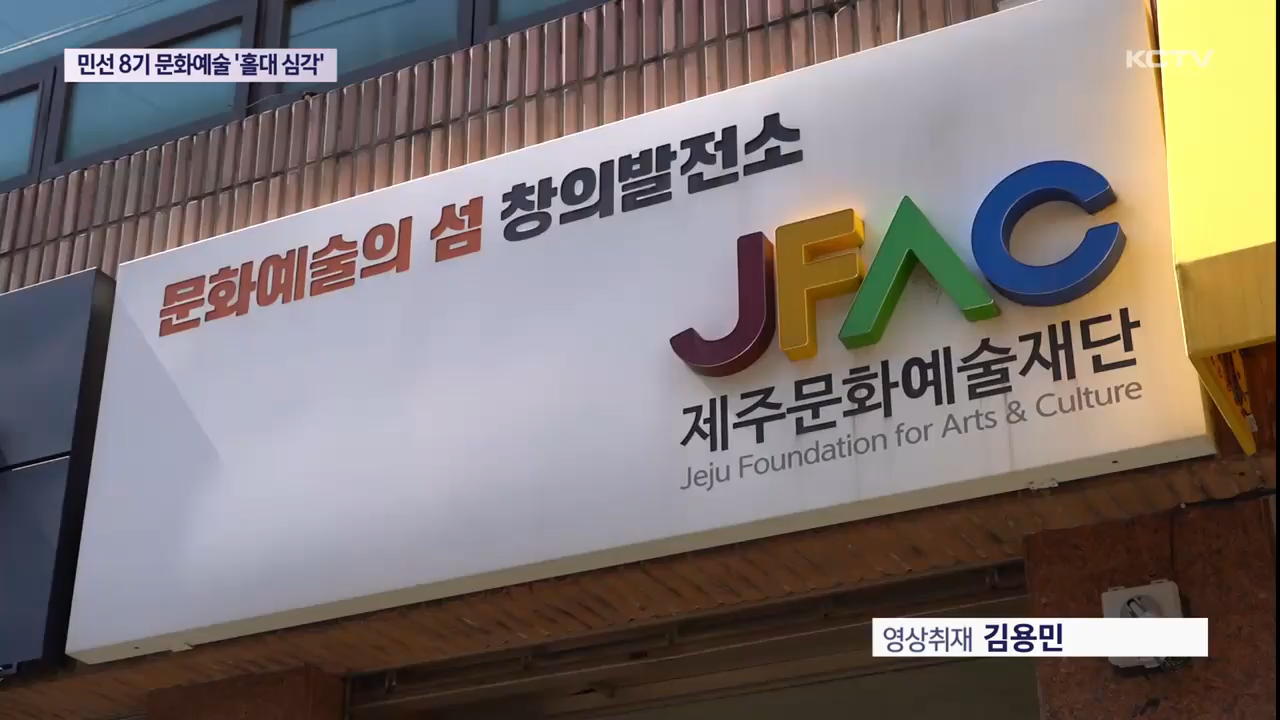 민선 8기 문화예술 '홀대 심각'
KCTV
문화예술의 섬 창의발전소
JFAC
제주문화예술재단
Jeju Foundation for Arts & Culture
영상취재 김용민